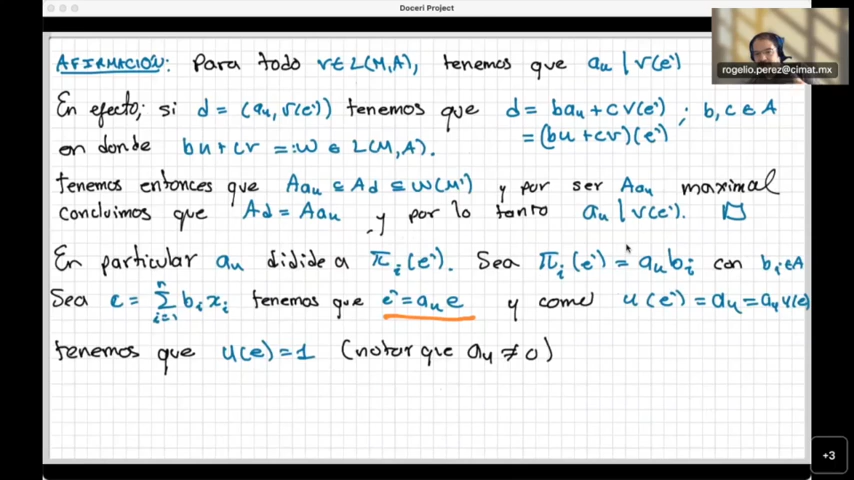 Doceri Project
rogelio.perez@cimat.mx
AFIRMACION: Para todo v∈L(M,A), tenemos que a_u | v(e')
En efecto; si d = (a_u, v(e')) tenemos que d = ba_u + cv(e') ; b, c ∈ A
= (bu + cv)(e')
en donde bu + cv =: w ∈ L(M,A).
tenemos entonces que Aa_u ⊆ Ad ⊆ w(M') y por ser Aa_u maximal
concluimos que Ad = Aa_u y por lo tanto a_u | v(e'). □
En particular a_u didide a π_i(e'). Sea π_i(e') = a_u b_i con b_i ∈ A
Sea e = ∑_{i=1}^{n} b_i x_i tenemos que e' = a_u e y como u(e') = a_u = a_u u(e)
tenemos que u(e) = 1 (notar que a_u ≠ 0)
+3